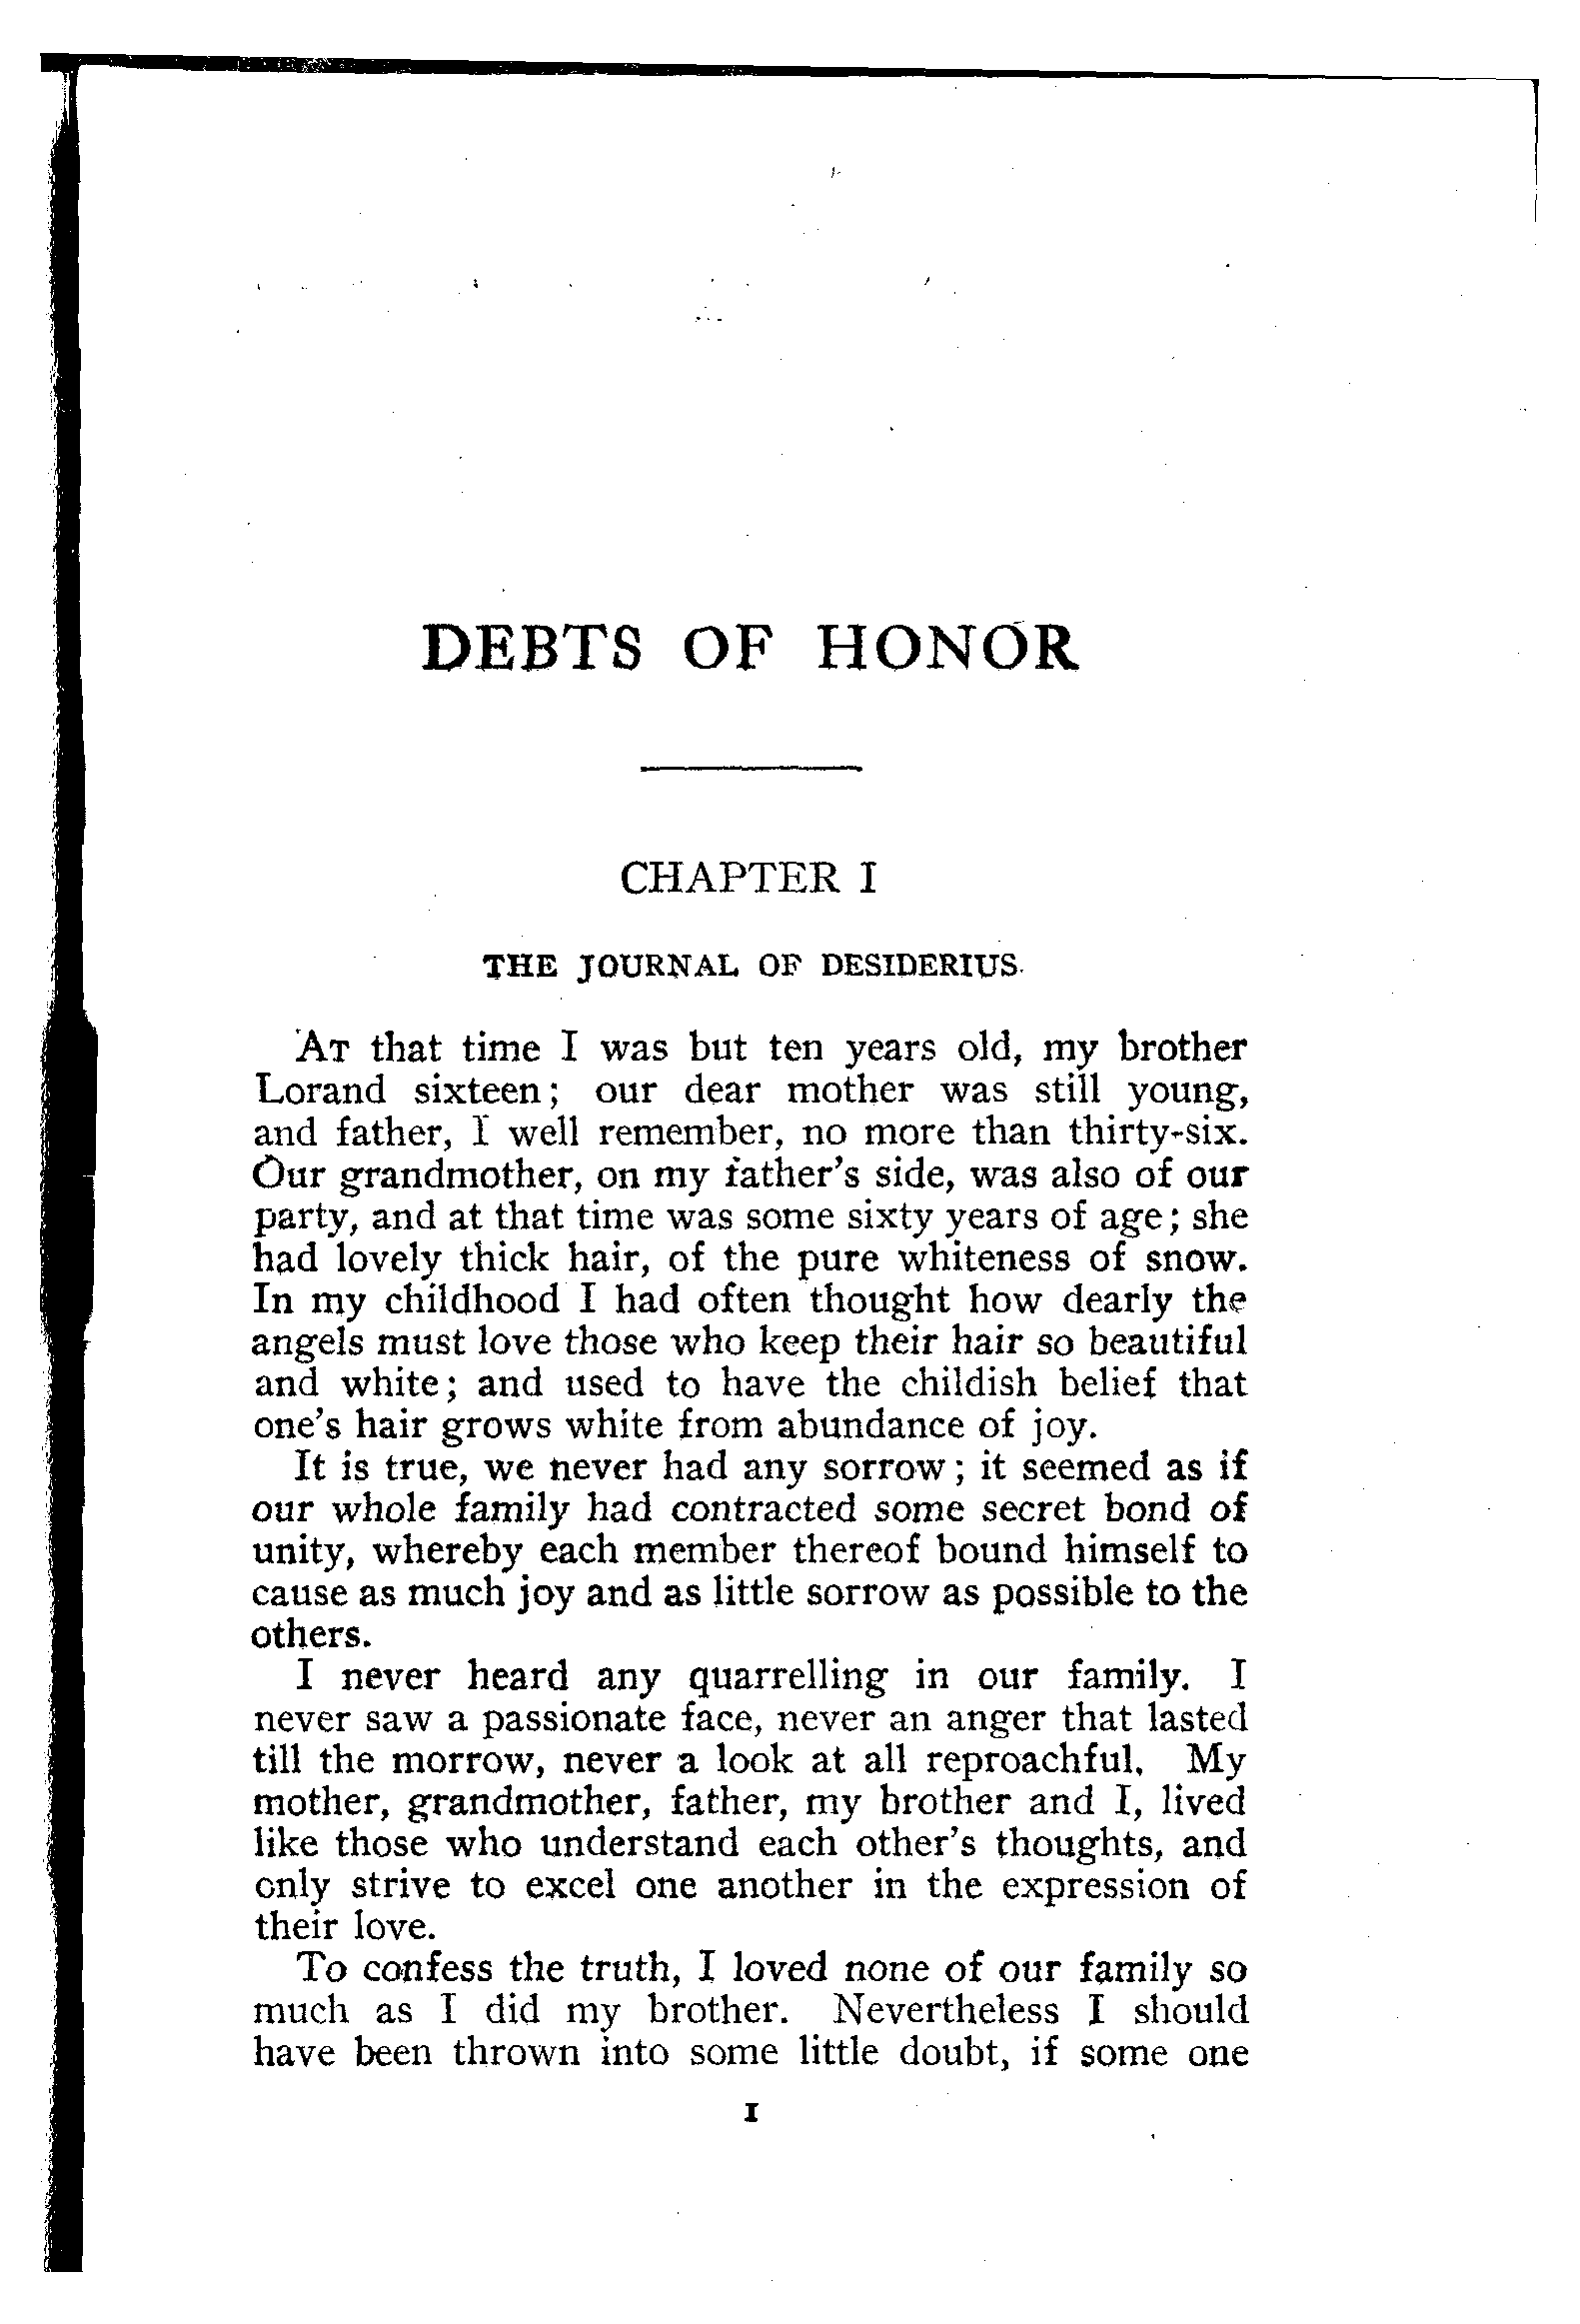 DEBTS OF HONOR
CHAPTER I
THE JOURNAL OF DESIDERIUS.
AT that time I was but ten years old, my brother
Lorand sixteen; our dear mother was still young,
and father, I well remember, no more than thirty-six.
Our grandmother, on my father's side, was also of our
party, and at that time was some sixty years of age; she
had lovely thick hair, of the pure whiteness of snow.
In my childhood I had often thought how dearly the
angels must love those who keep their hair so beautiful
and white; and used to have the childish belief that
one's hair grows white from abundance of joy.
It is true, we never had any sorrow; it seemed as if
our whole family had contracted some secret bond of
unity, whereby each member thereof bound himself to
cause as much joy and as little sorrow as possible to the
others.
I never heard any quarrelling in our family. I
never saw a passionate face, never an anger that lasted
till the morrow, never a look at all reproachful. My
mother, grandmother, father, my brother and I, lived
like those who understand each other's thoughts, and
only strive to excel one another in the expression of
their love.
To confess the truth, I loved none of our family so
much as I did my brother. Nevertheless I should
have been thrown into some little doubt, if some one
1